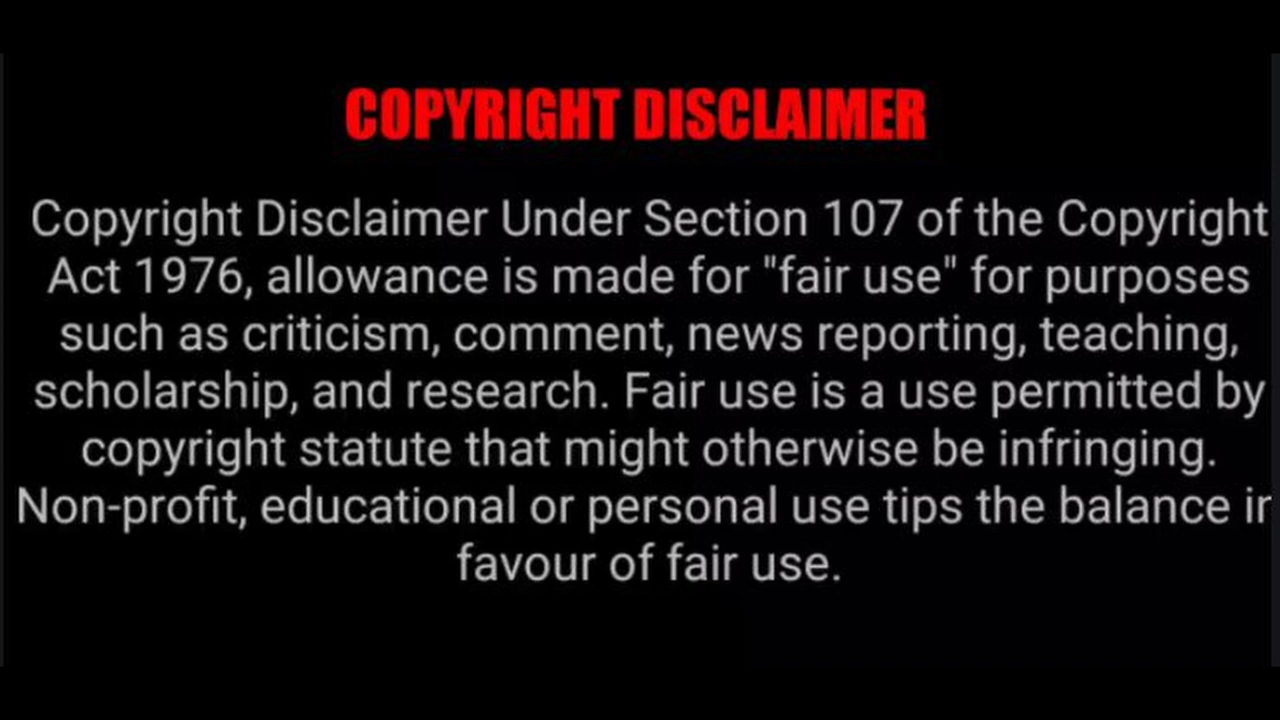 COPYRIGHT DISCLAIMER
Copyright Disclaimer Under Section 107 of the Copyright
Act 1976, allowance is made for "fair use" for purposes
such as criticism, comment, news reporting, teaching,
scholarship, and research. Fair use is a use permitted by
copyright statute that might otherwise be infringing.
Non-profit, educational or personal use tips the balance in
favour of fair use.